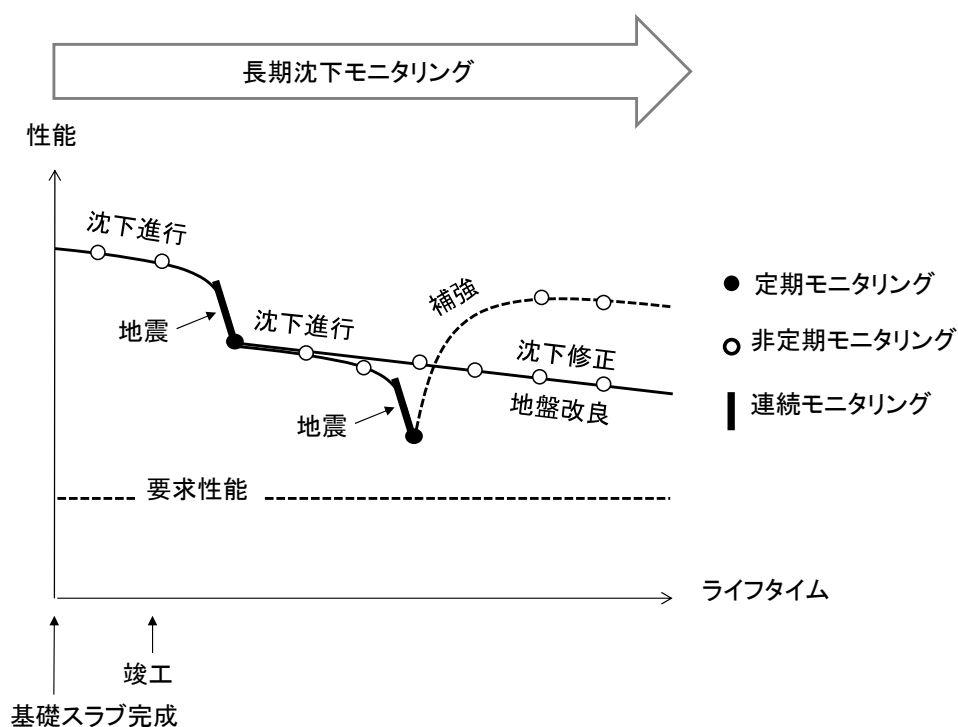 長期沈下モニタリング
性能
沈下進行
地震
沈下進行
補強
沈下修正
地盤改良
地震
要求性能
定期モニタリング
非定期モニタリング
連続モニタリング
ライフタイム
竣工
基礎スラブ完成